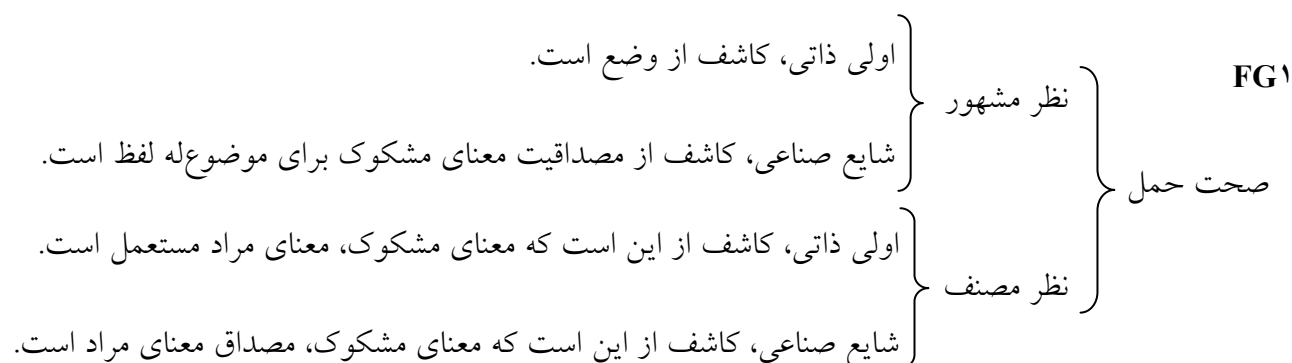 FG۱
صحت حمل
نظر مشهور
اولی ذاتی، کاشف از وضع است.
شایع صناعی، کاشف از مصداقیت معنای مشکوک برای موضوع‌له لفظ است.
نظر مصنف
اولی ذاتی، کاشف از این است که معنای مشکوک، معنای مراد مستعمل است.
شایع صناعی، کاشف از این است که معنای مشکوک، مصداق معنای مراد است.